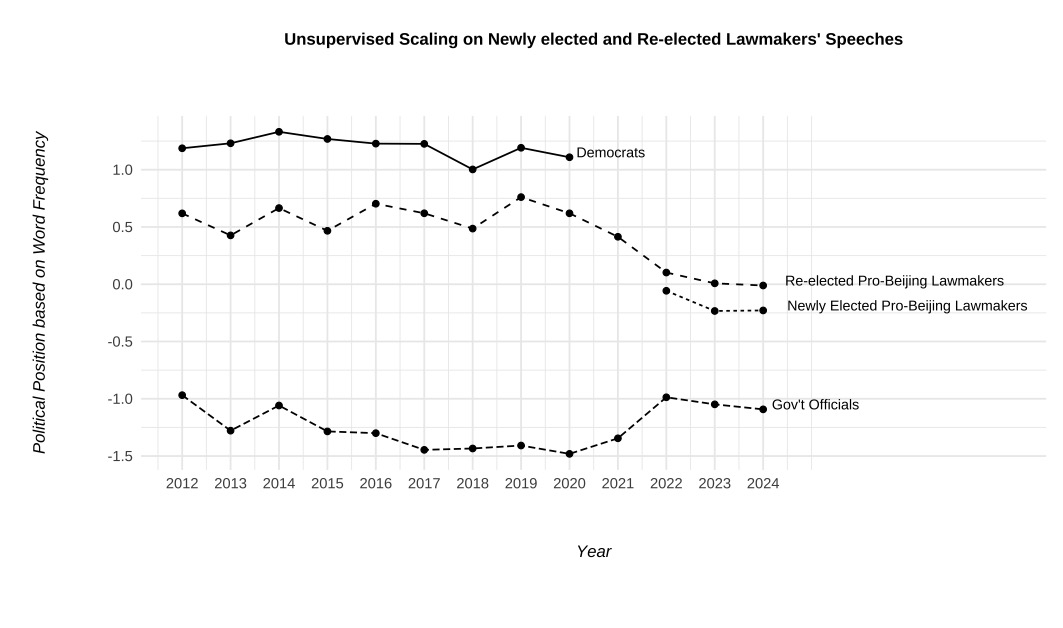 Unsupervised Scaling on Newly elected and Re-elected Lawmakers' Speeches
Political Position based on Word Frequency
1.0
0.5
0.0
-0.5
-1.0
-1.5
Democrats
Re-elected Pro-Beijing Lawmakers
Newly Elected Pro-Beijing Lawmakers
Gov't Officials
2012 2013 2014 2015 2016 2017 2018 2019 2020 2021 2022 2023 2024
Year